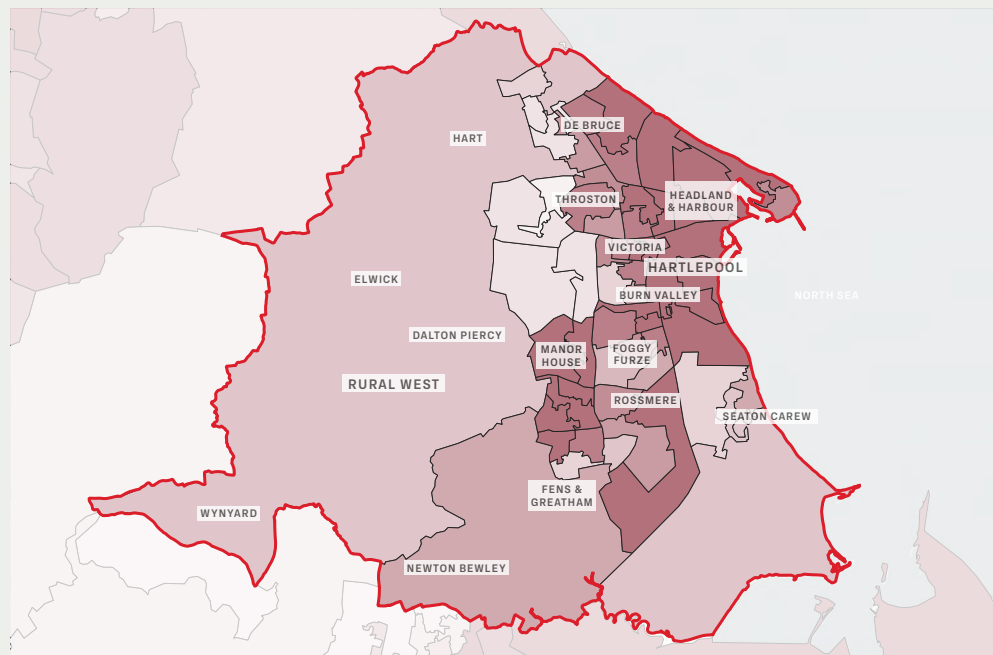 DE BRUCE
HART
THROSTON
HEADLAND
& HARBOUR
VICTORIA
HARTLEPOOL
ELWICK
BURN VALLEY
NORTH SEA
DALTON PIERCY
MANOR
HOUSE
FOGGY
FURZE
RURAL WEST
ROSSMERE
SEATON CAREW
FENS &
GREATHAM
WYNYARD
NEWTON BEWLEY